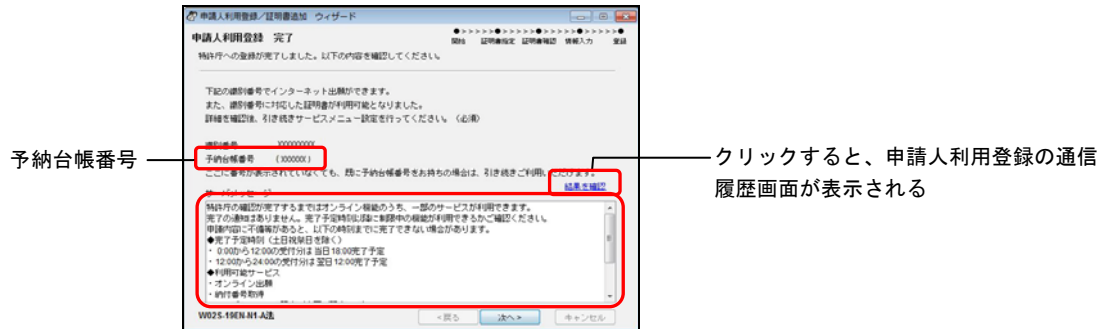 申請人利用登録／証明書追加 ウィザード
申請人利用登録 完了
●>>>>>●>>>>>●>>>>>●>>>>>●
開始 証明書指定 証明書確認 情報入力 登録
特許庁への登録が完了しました。以下の内容を確認してください。
下記の識別番号でインターネット出願ができます。
また、識別番号に対応した証明書が利用可能となりました。
詳細を確認後、引き続きサービスメニュー設定を行ってください。（必須）
識別番号 XXXXXXXXX
予納台帳番号 （XXXXXX）
ここに番号が表示されていなくても、既に予納台帳番号をお持ちの場合は、引き続きご利用いただけます。
結果を確認
予納台帳番号
クリックすると、申請人利用登録の通信
履歴画面が表示される
特許庁の確認が完了するまではオンライン機能のうち、一部のサービスが利用できます。
完了の通知はありません。完了予定時刻以降に制限中の機能が利用できるかご確認ください。
申請内容に不備等があると、以下の時刻までに完了できない場合があります。
◆完了予定時刻（土日祝祭日を除く）
・ 0:00から12:00の受付分は当日18:00完了予定
・ 12:00から24:00の受付分は翌日12:00完了予定
◆利用可能サービス
・オンライン出願
・納付番号取得
W02S-19EN-N1-A法
<戻る
次へ>
キャンセル